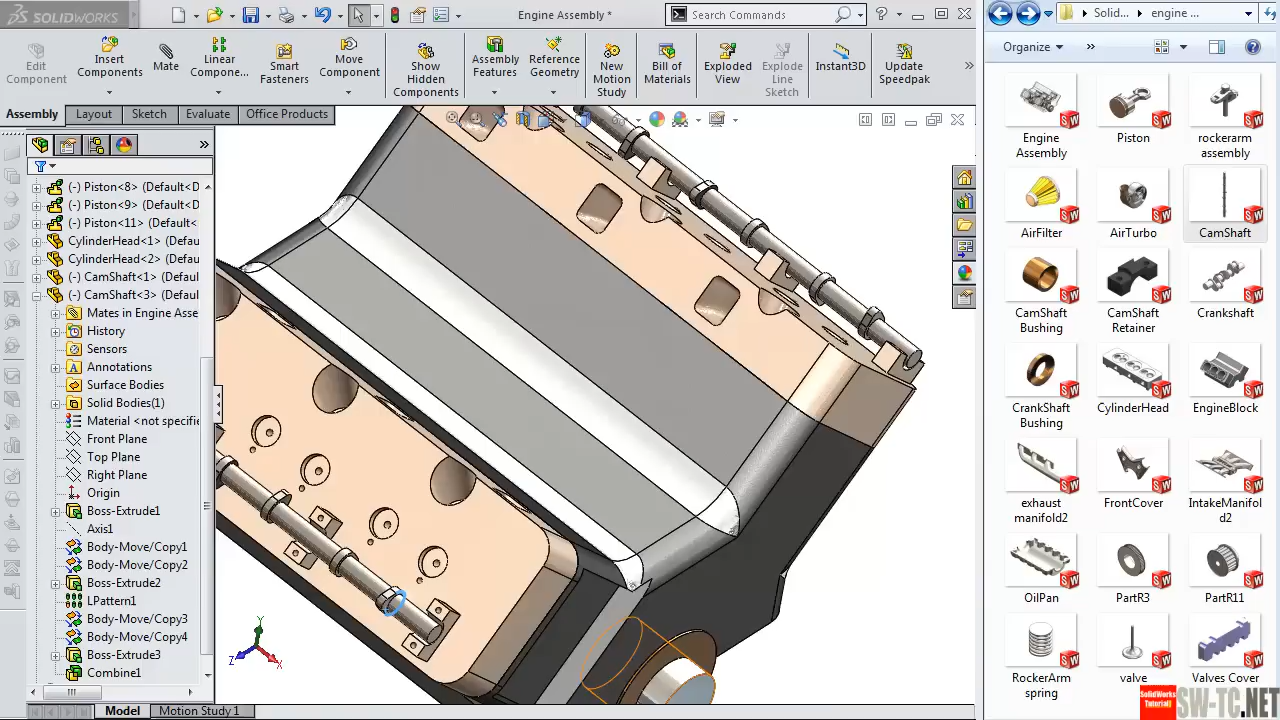 SOLIDWORKS
Engine Assembly *
Search Commands
Edit Component
Insert Components
Mate
Linear Compone...
Smart Fasteners
Move Component
Show Hidden Components
Assembly Features
Reference Geometry
New Motion Study
Bill of Materials
Exploded View
Explode Line Sketch
Instant3D
Update Speedpak
Assembly
Layout
Sketch
Evaluate
Office Products
(-) Piston<8> (Default<D
(-) Piston<9> (Default<D
(-) Piston<11> (Default<
CylinderHead<1> (Defau
CylinderHead<2> (Defau
(-) CamShaft<1> (Defaul
(-) CamShaft<3> (Defaul
Mates in Engine Asse
History
Sensors
Annotations
Surface Bodies
Solid Bodies(1)
Material <not specifie
Front Plane
Top Plane
Right Plane
Origin
Boss-Extrude1
Axis1
Body-Move/Copy1
Body-Move/Copy2
Boss-Extrude2
LPattern1
Body-Move/Copy3
Body-Move/Copy4
Boss-Extrude3
Combine1
Y
Z
X
Model
Motion Study 1
Solid...
engine ...
Organize
Engine Assembly
Piston
rockerarm assembly
AirFilter
AirTurbo
CamShaft
CamShaft Bushing
CamShaft Retainer
Crankshaft
CrankShaft Bushing
CylinderHead
EngineBlock
exhaust manifold2
FrontCover
IntakeManifold2
OilPan
PartR3
PartR11
RockerArm spring
valve
Valves Cover
SolidWorks Tutorial
SW-TC.NET